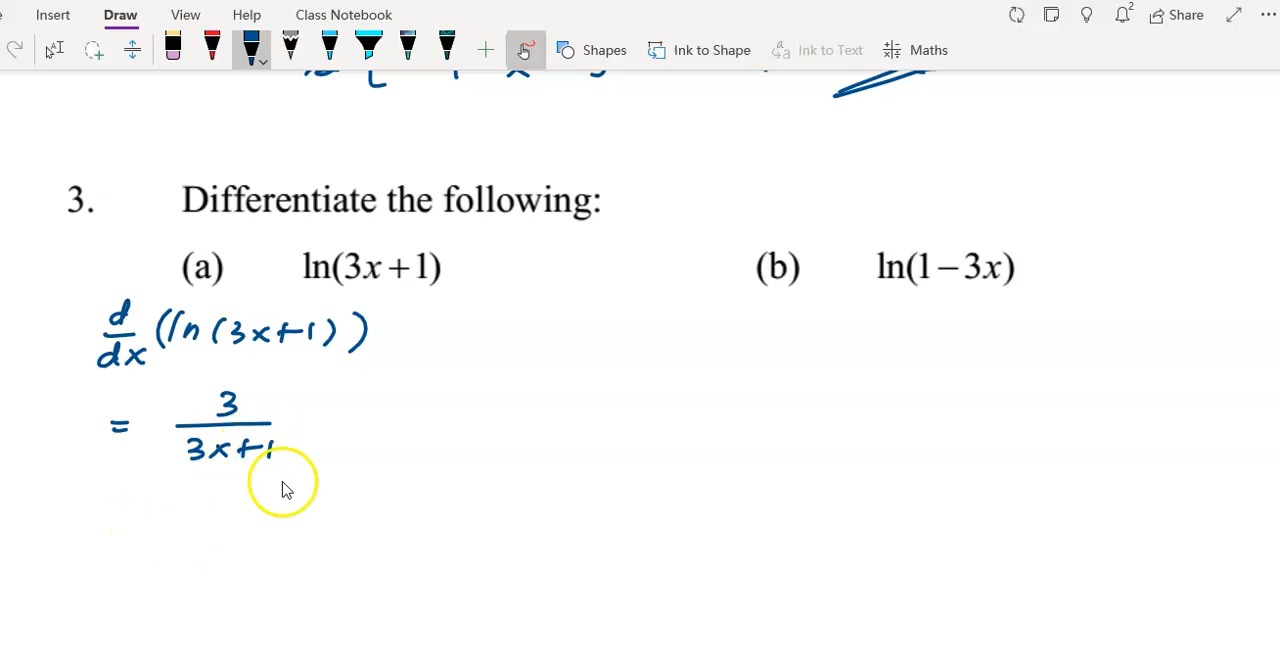 Insert Draw View Help Class Notebook 2 Share
Shapes Ink to Shape Ink to Text Maths
3. Differentiate the following:
(a) ln(3x+1) (b) ln(1−3x)
d/dx (ln(3x+1))
= 3/(3x+1)